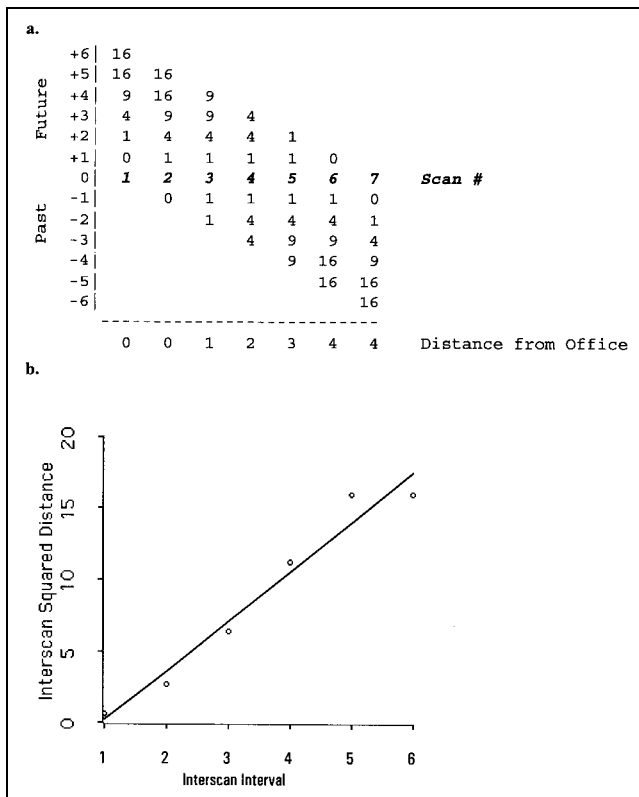 a.
+6 16
+5 16 16
+4 9 16 9
+3 4 9 9 4
+2 1 4 4 4 1
+1 0 1 1 1 1 0
0 1 2 3 4 5 6 7 Scan #
-1 0 1 1 1 1 0
-2 1 4 4 4 1
-3 4 9 9 4
-4 9 16 9
-5 16 16
-6 16
Future
Past
0 0 1 2 3 4 4 Distance from Office
b.
20
15
10
5
0
Interscan Squared Distance
1 2 3 4 5 6
Interscan Interval